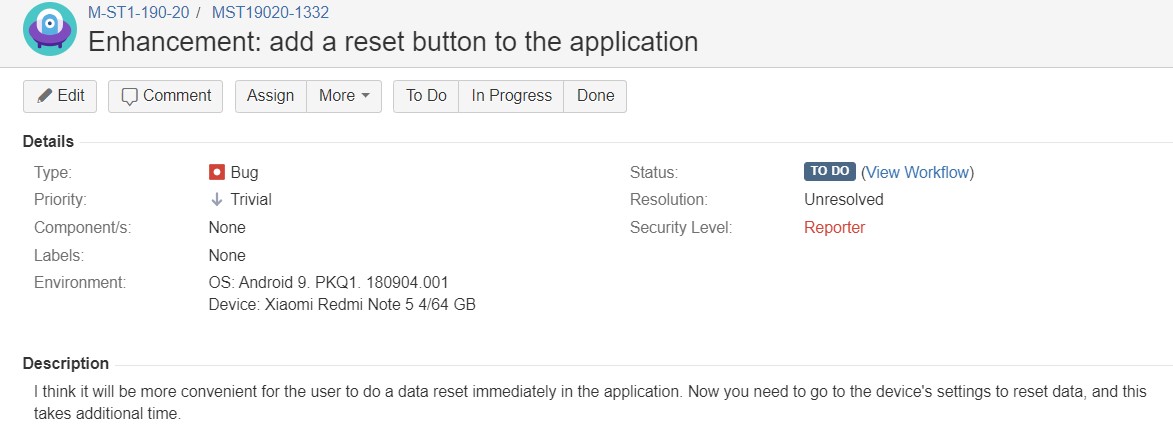 M-ST1-190-20 / MST19020-1332
Enhancement: add a reset button to the application
Edit Comment Assign More To Do In Progress Done
Details
Type: Bug Status: TO DO (View Workflow)
Priority: Trivial Resolution: Unresolved
Component/s: None Security Level: Reporter
Labels: None
Environment: OS: Android 9. PKQ1. 180904.001
Device: Xiaomi Redmi Note 5 4/64 GB
Description
I think it will be more convenient for the user to do a data reset immediately in the application. Now you need to go to the device's settings to reset data, and this
takes additional time.